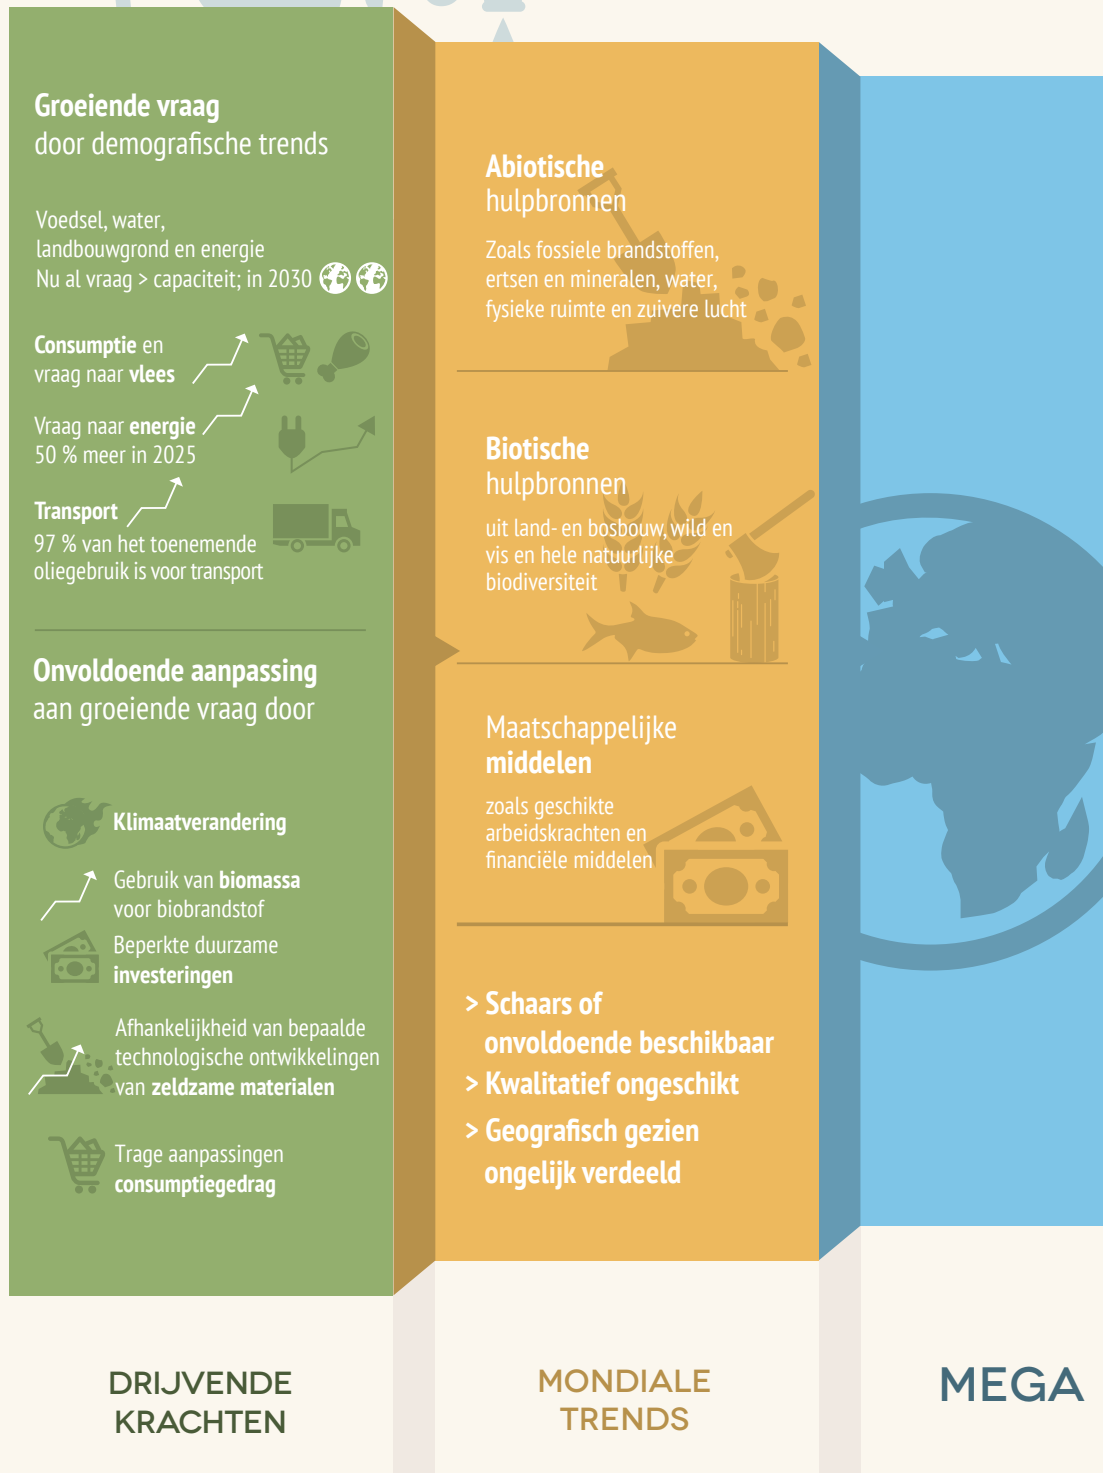 Groeiende vraag
door demografische trends
Voedsel, water,
landbouwgrond en energie
Nu al vraag > capaciteit; in 2030
Consumptie en
vraag naar vlees
Vraag naar energie
50 % meer in 2025
Transport
97 % van het toenemende
oliegebruik is voor transport
Onvoldoende aanpassing
aan groeiende vraag door
Klimaatverandering
Gebruik van biomassa
voor biobrandstof
Beperkte duurzame
investeringen
Afhankelijkheid van bepaalde
technologische ontwikkelingen
van zeldzame materialen
Trage aanpassingen
consumptiegedrag
DRIJVENDE
KRACHTEN
Abiotische
hulpbronnen
Zoals fossiele brandstoffen,
ertsen en mineralen, water,
fysieke ruimte en zuivere lucht
Biotische
hulpbronnen
uit land- en bosbouw, wild en
vis en hele natuurlijke
biodiversiteit
Maatschappelijke
middelen
zoals geschikte
arbeidskrachten en
financiële middelen
> Schaars of
onvoldoende beschikbaar
> Kwalitatief ongeschikt
> Geografisch gezien
ongelijk verdeeld
MONDIALE
TRENDS
MEGA